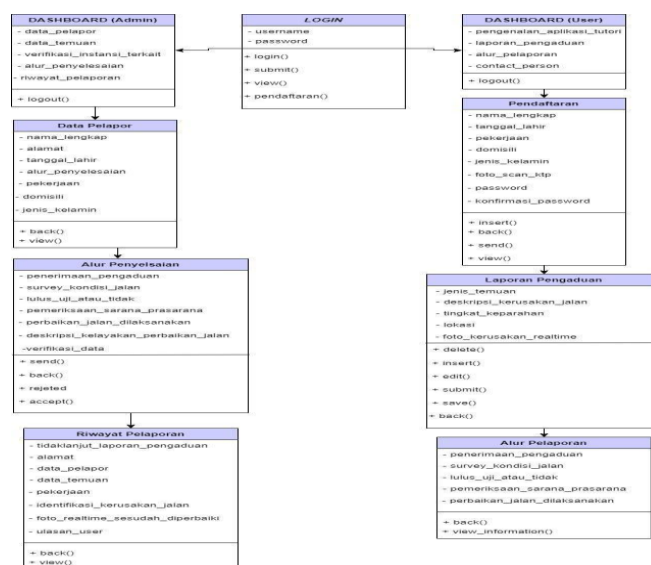 DASHBOARD (Admin)
- data_pelapor
- data_temuan
- verifikasi_instansi_terkait
- alur_penyelesaian
- riwayat_pelaporan
+ logout()
LOGIN
- username
- password
+ login()
+ submit()
+ view()
+ pendaftaran()
DASHBOARD (User)
- pengenalan_aplikasi_tutori
- laporan_pengaduan
- alur_pelaporan
- contact_person
+ logout()
Data Pelapor
- nama_lengkap
- alamat
- tanggal_lahir
- alur_penyelesaian
- pekerjaan
- domisili
- jenis_kelamin
+ back()
+ view()
Pendaftaran
- nama_lengkap
- tanggal_lahir
- pekerjaan
- domisili
- jenis_kelamin
- foto_scan_ktp
- password
- konfirmasi_password
+ insert()
+ back()
+ send()
+ view()
Alur Penyelsaian
- penerimaan_pengaduan
- survey_kondisi_jalan
- lulus_uji_atau_tidak
- pemeriksaan_sarana_prasarana
- perbaikan_jalan_dilaksanakan
- deskripsi_kelayakan_perbaikan_jalan
-verifikasi_data
+ send()
+ back()
+ rejeted
+ accept()
Laporan Pengaduan
- jenis_temuan
- deskripsi_kerusakan_jalan
- tingkat_keparahan
- lokasi
- foto_kerusakan_realtime
+ delete()
+ insert()
+ edit()
+ submit()
+ save()
+ back()
Riwayat Pelaporan
- tidaklanjut_laporan_pengaduan
- alamat
- data_pelapor
- data_temuan
- pekerjaan
- identifikasi_kerusakan_jalan
- foto_realtime_sesudah_diperbaiki
- ulasan_user
+ back()
+ view()
Alur Pelaporan
- penerimaan_pengaduan
- survey_kondisi_jalan
- lulus_uji_atau_tidak
- pemeriksaan_sarana_prasarana
- perbaikan_jalan_dilaksanakan
+ back()
+ view_information()